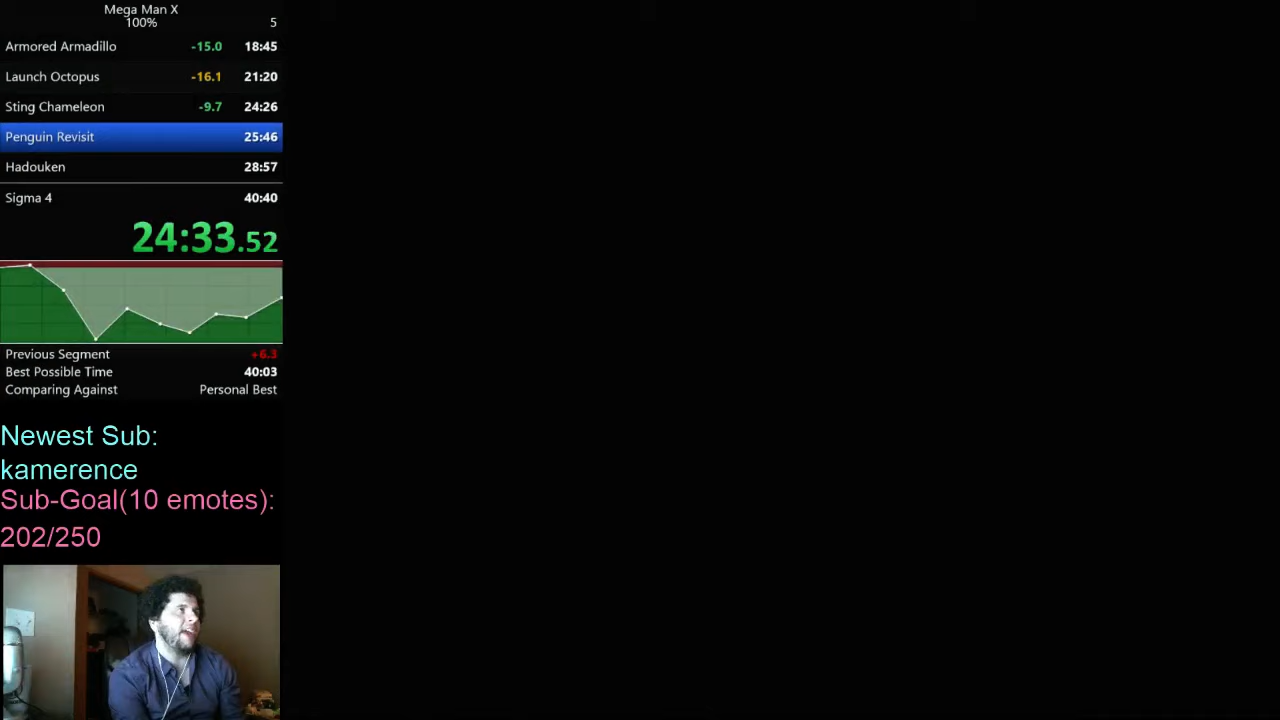 Mega Man X
100% 5
Armored Armadillo -15.0 18:45
Launch Octopus -16.1 21:20
Sting Chameleon -9.7 24:26
Penguin Revisit 25:46
Hadouken 28:57
Sigma 4 40:40
24:33.52
Previous Segment +6.3
Best Possible Time 40:03
Comparing Against Personal Best
Newest Sub:
kamerence
Sub-Goal(10 emotes):
202/250